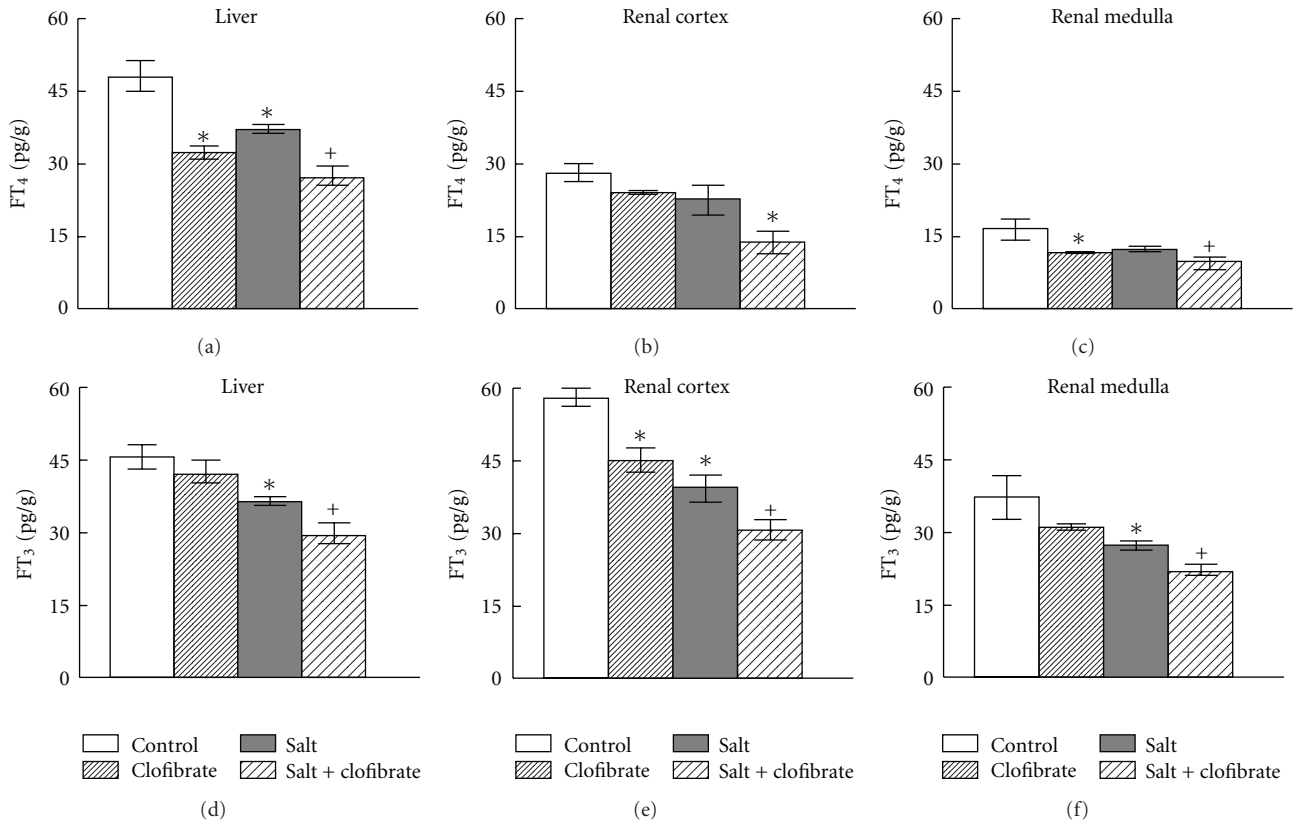 Liver
60
45
30
15
0
FT₄ (pg/g)
*
*
+
(a)
Renal cortex
60
45
30
15
0
FT₄ (pg/g)
*
(b)
Renal medulla
60
45
30
15
0
FT₄ (pg/g)
*
+
(c)
Liver
60
45
30
15
0
FT₃ (pg/g)
*
+
Control
Salt
Clofibrate
Salt + clofibrate
(d)
Renal cortex
60
45
30
15
0
FT₃ (pg/g)
*
*
+
Control
Salt
Clofibrate
Salt + clofibrate
(e)
Renal medulla
60
45
30
15
0
FT₃ (pg/g)
*
+
Control
Salt
Clofibrate
Salt + clofibrate
(f)